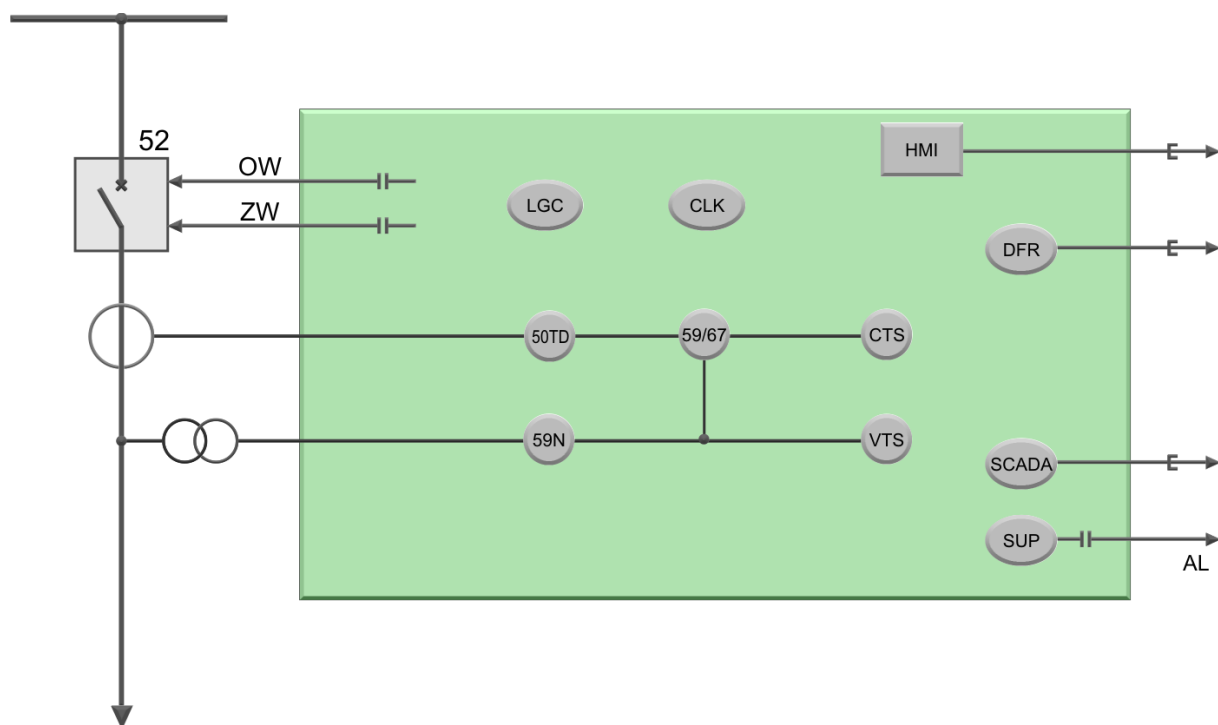 52
HMI
OW
LGC
CLK
ZW
DFR
50TD
59/67
CTS
59N
VTS
SCADA
SUP
AL